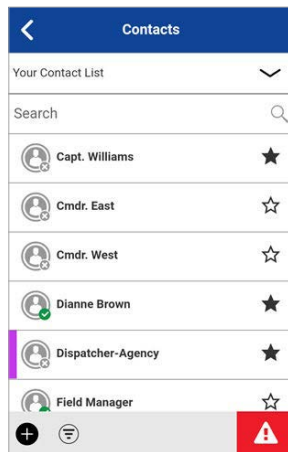 Contacts
Your Contact List
Search
Capt. Williams
Cmdr. East
Cmdr. West
Dianne Brown
Dispatcher-Agency
Field Manager